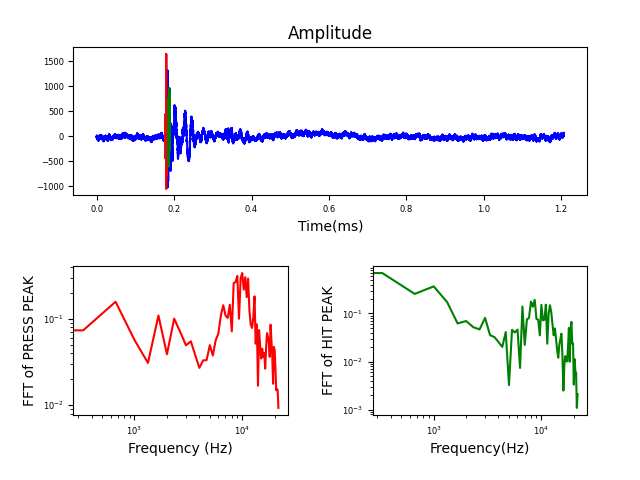 Amplitude
1500
1000
500
0
−500
−1000
0.0 0.2 0.4 0.6 0.8 1.0 1.2
Time(ms)
FFT of PRESS PEAK
10⁻¹
10⁻²
10³ 10⁴
Frequency (Hz)
FFT of HIT PEAK
10⁻¹
10⁻²
10⁻³
10³ 10⁴
Frequency(Hz)